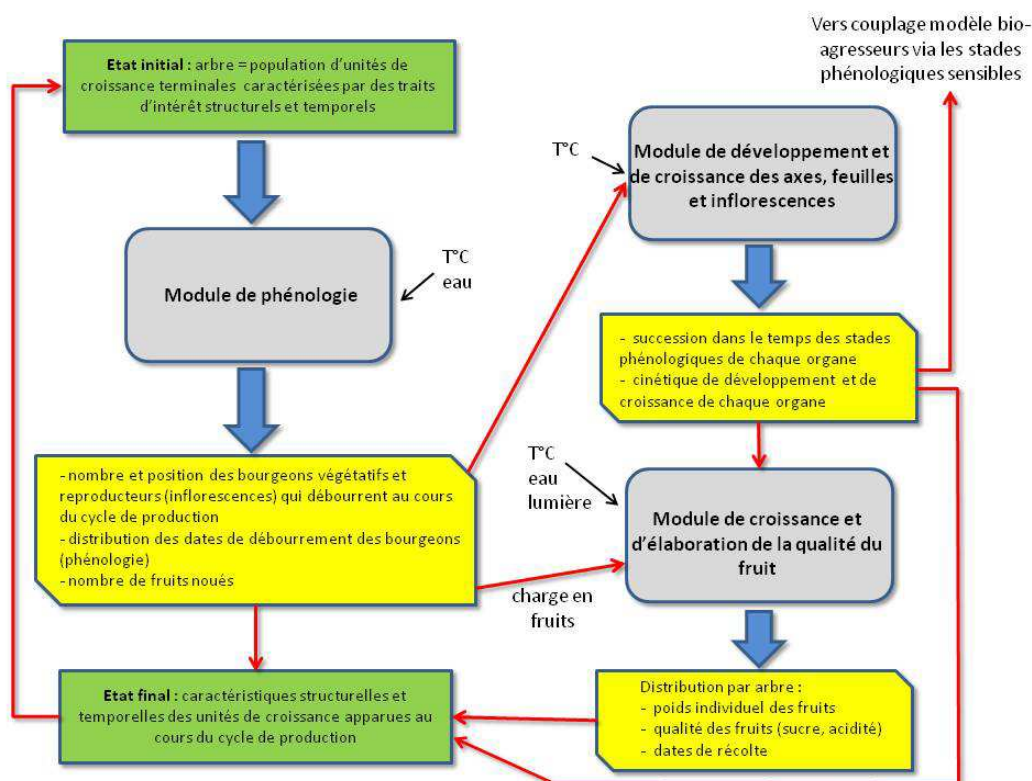 Vers couplage modèle bio-
agresseurs via les stades
phénologiques sensibles
Etat initial : arbre = population d'unités de
croissance terminales caractérisées par des traits
d'intérêt structurels et temporels
T°C
Module de développement et
de croissance des axes, feuilles
et inflorescences
Module de phénologie
T°C
eau
- succession dans le temps des stades
phénologiques de chaque organe
- cinétique de développement et de
croissance de chaque organe
- nombre et position des bourgeons végétatifs et
reproducteurs (inflorescences) qui débourrent au cours
du cycle de production
- distribution des dates de débourrement des bourgeons
(phénologie)
- nombre de fruits noués
T°C
eau
lumière
Module de croissance et
d'élaboration de la qualité du
fruit
charge en
fruits
Etat final : caractéristiques structurelles et
temporelles des unités de croissance apparues au
cours du cycle de production
Distribution par arbre :
- poids individuel des fruits
- qualité des fruits (sucre, acidité)
- dates de récolte